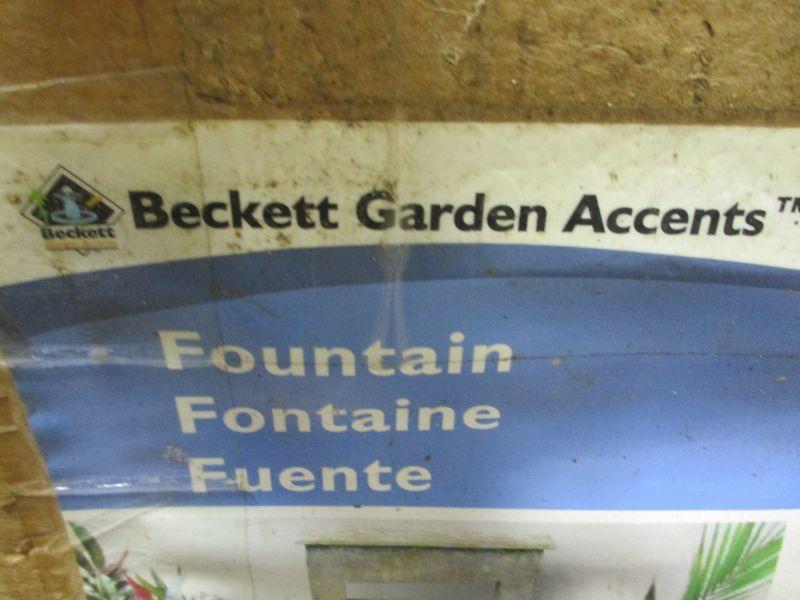 Beckett
Beckett Garden Accents™
Fountain
Fontaine
Fuente